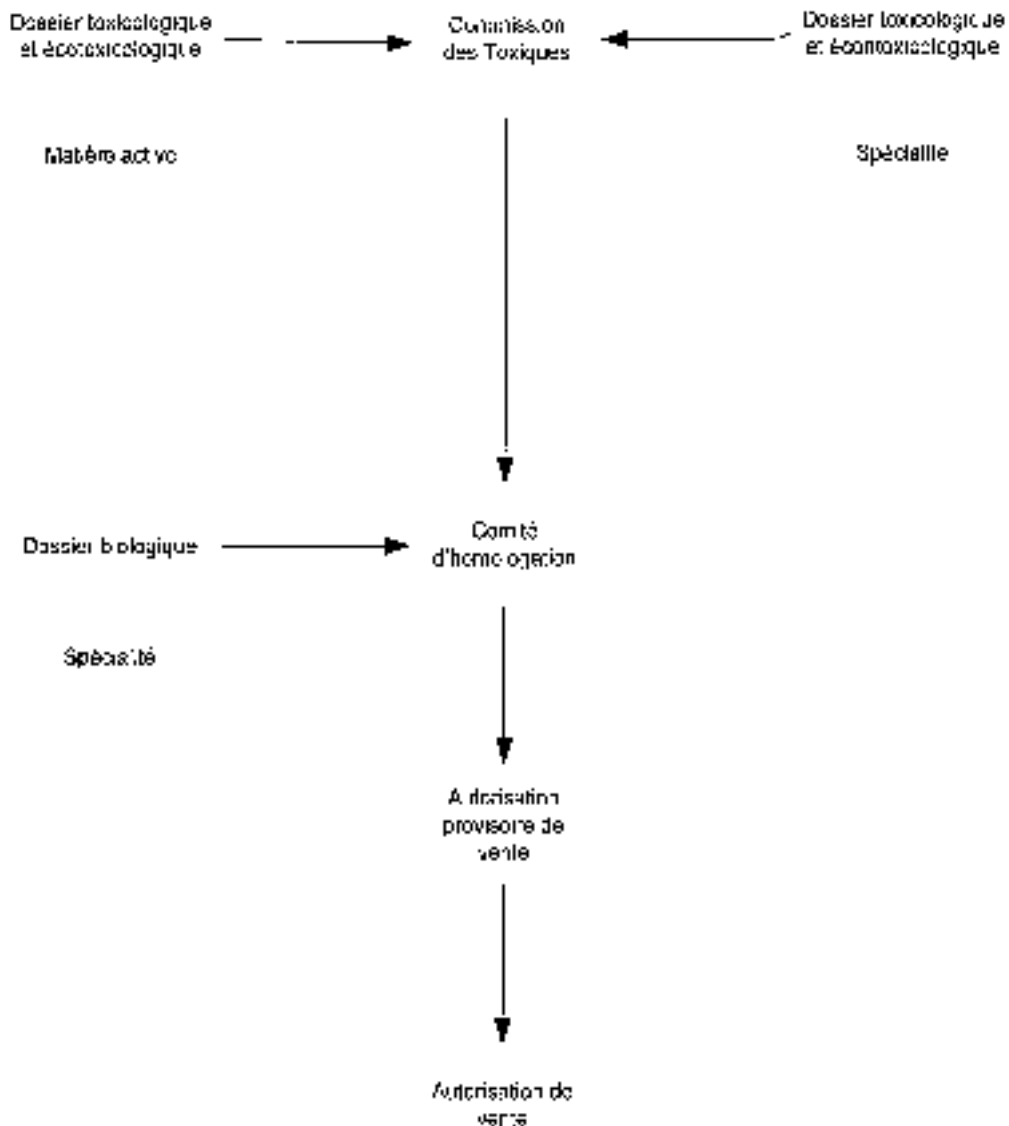 Dossier toxicologique
et écotoxicologique
Commission
des Toxiques
Dossier toxicologique
et écontoxicologique
Matière active
Spécialité
Dossier biologique
Comité
d'homologation
Spécialité
Autorisation
provisoire de
vente
Autorisation de
vente